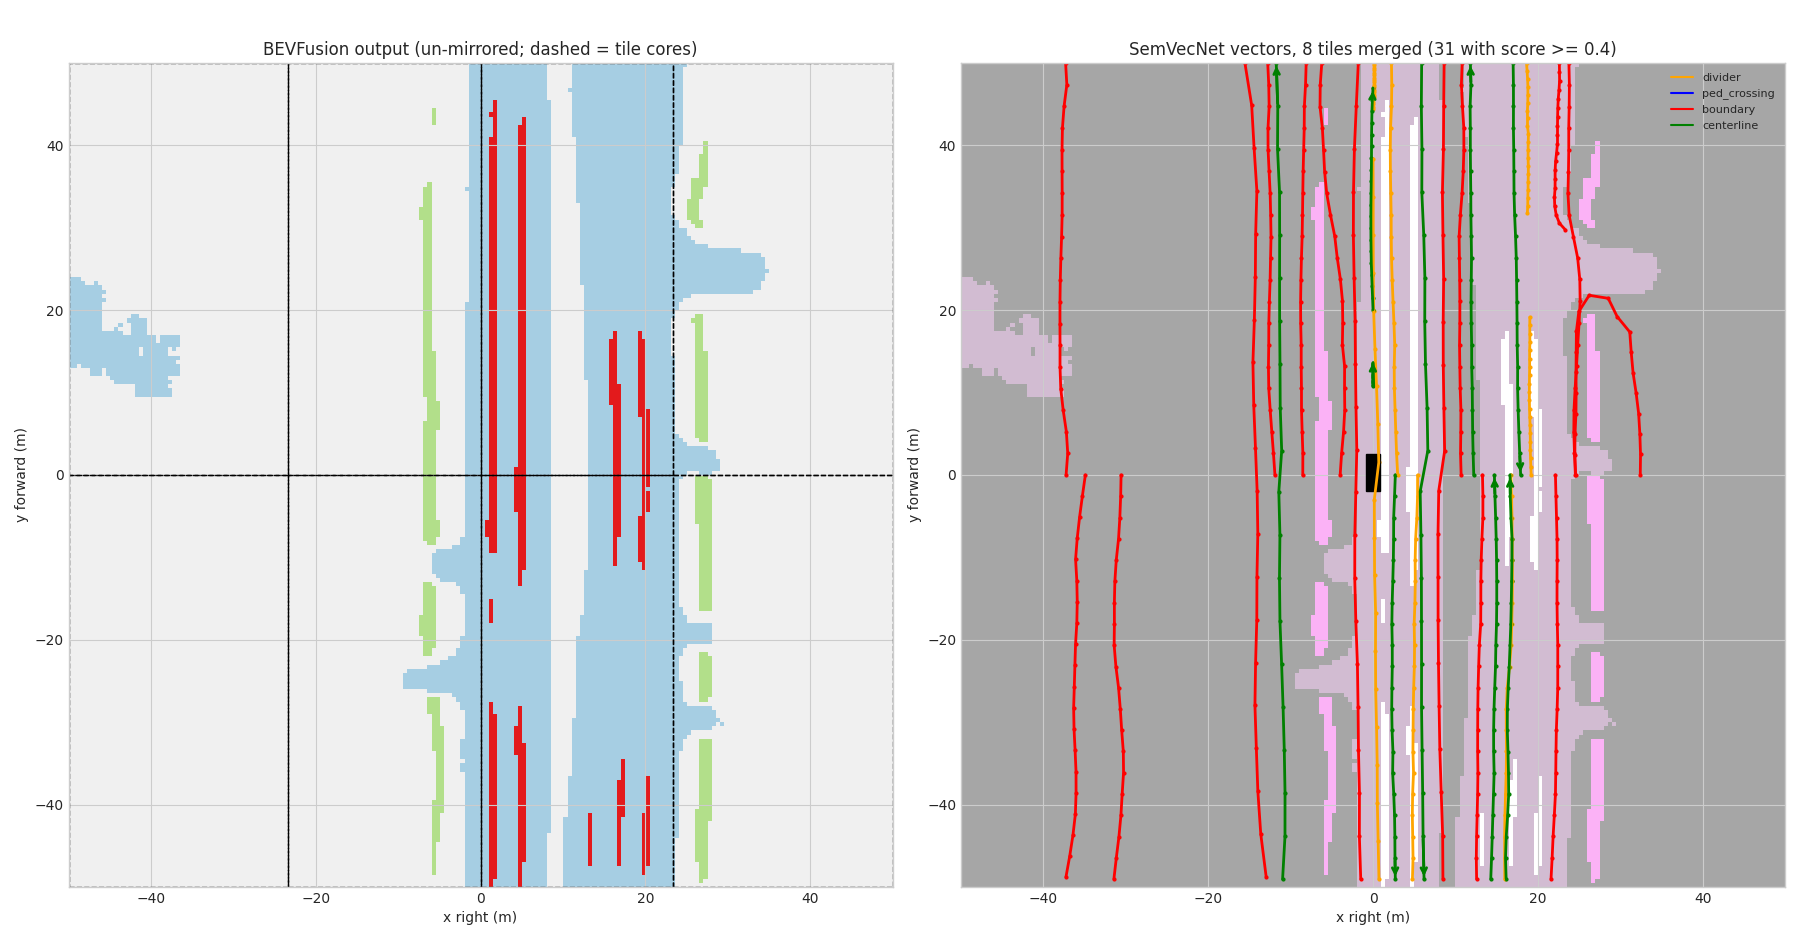 BEVFusion output (un-mirrored; dashed = tile cores)
40
20
0
−20
−40
y forward (m)
−40
−20
0
20
40
x right (m)
SemVecNet vectors, 8 tiles merged (31 with score >= 0.4)
divider
ped_crossing
boundary
centerline
40
20
0
−20
−40
y forward (m)
−40
−20
0
20
40
x right (m)